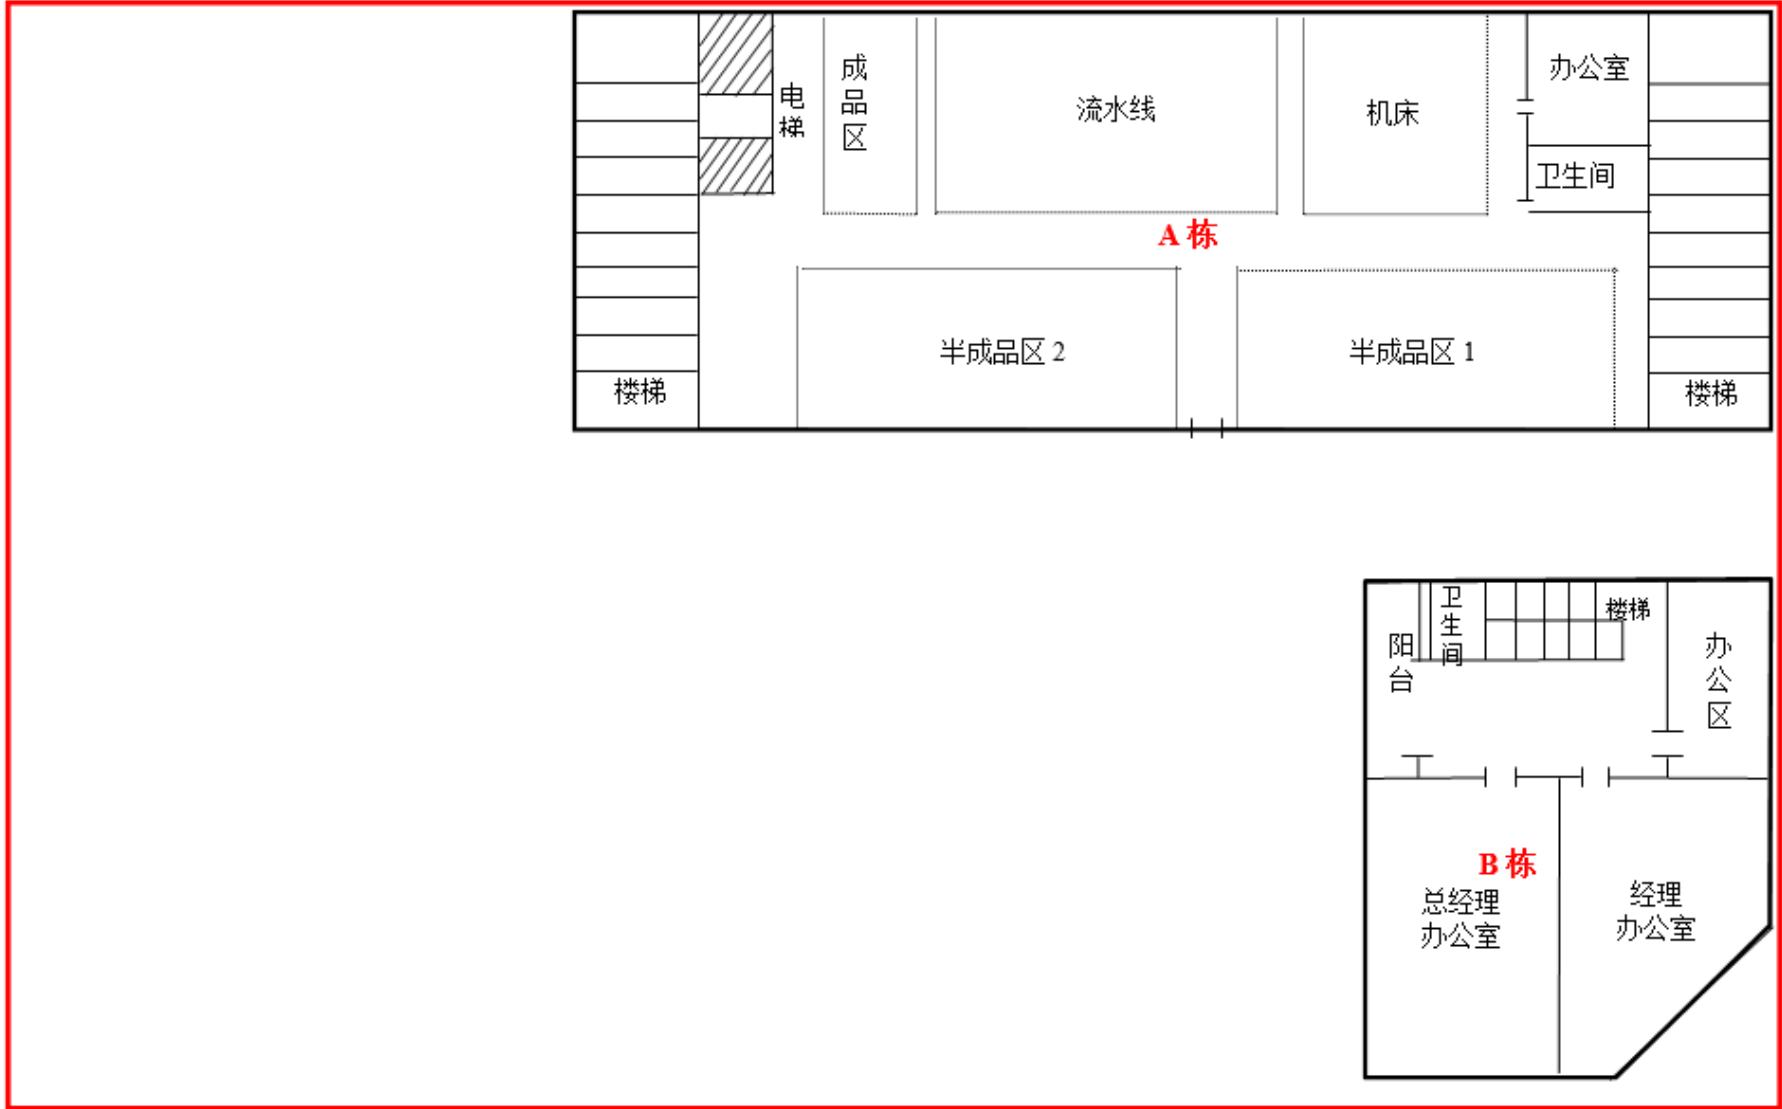 电梯
成品区
流水线
机床
办公室
卫生间
A 栋
半成品区 2
半成品区 1
楼梯
楼梯
卫生间
楼梯
阳台
办公区
B 栋
总经理
办公室
经理
办公室